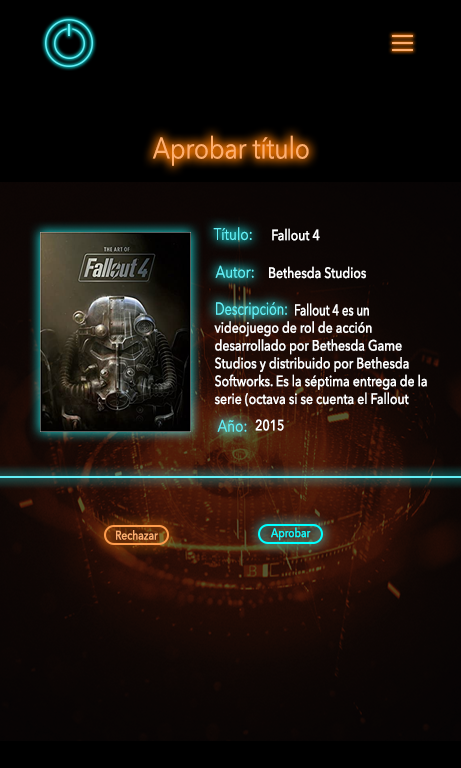 Aprobar título
THE ART OF
Fallout 4
Título: Fallout 4
Autor: Bethesda Studios
Descripción: Fallout 4 es un
videojuego de rol de acción
desarrollado por Bethesda Game
Studios y distribuido por Bethesda
Softworks. Es la séptima entrega de la
serie (octava si se cuenta el Fallout
Año: 2015
Rechazar
Aprobar